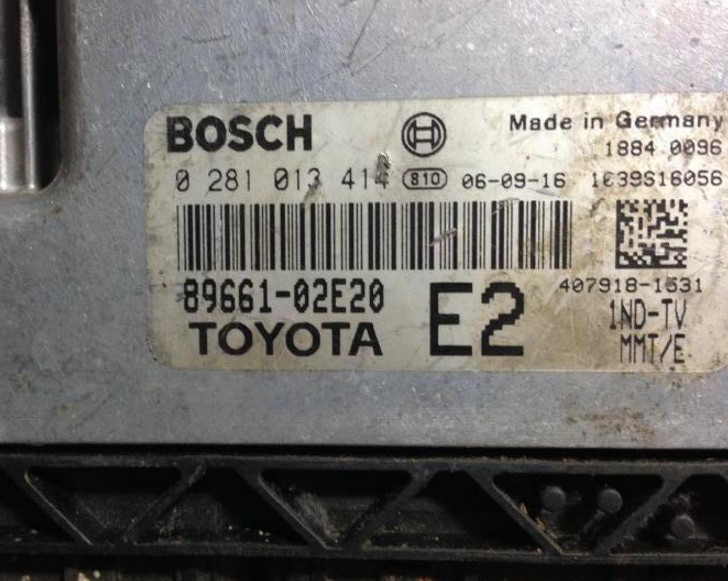 BOSCH
Made in Germany
1884 0096
0 281 013 414 810 06-09-16 1C39S16056
89661-02E20
TOYOTA
E2
407918-1531
1ND-TV
MMT/E